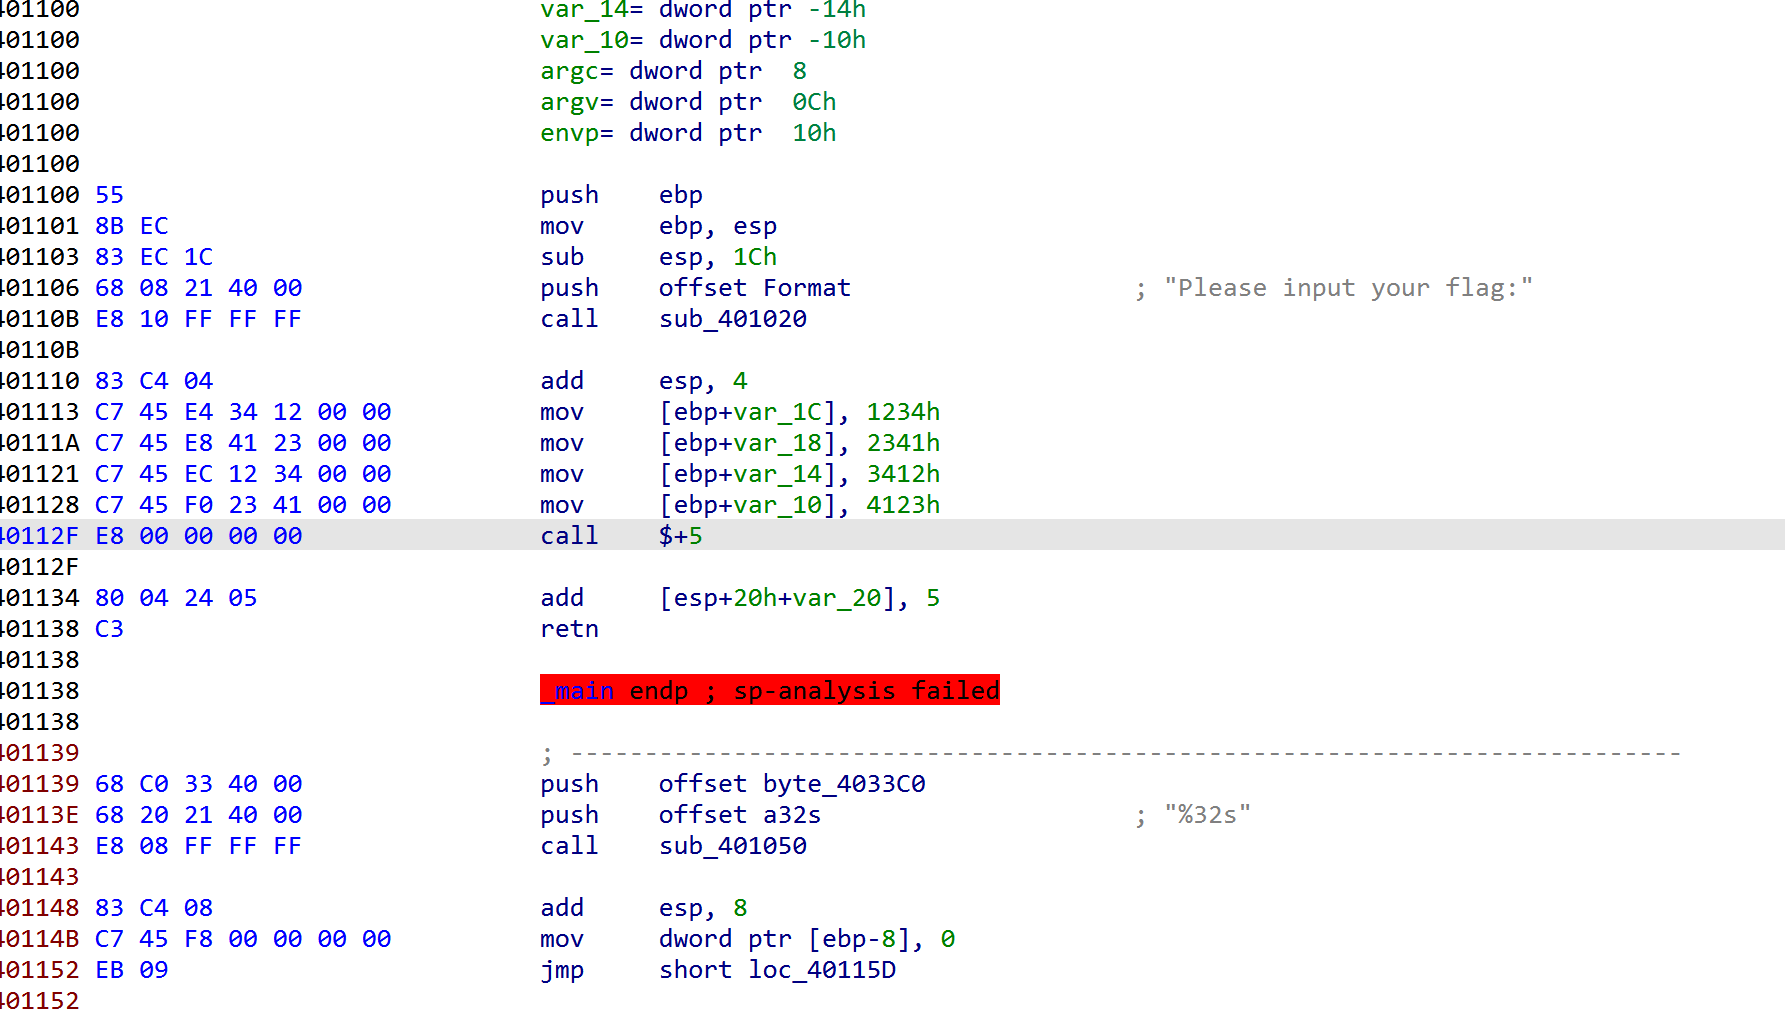 401100 var_14= dword ptr -14h
401100 var_10= dword ptr -10h
401100 argc= dword ptr  8
401100 argv= dword ptr  0Ch
401100 envp= dword ptr  10h
401100
401100 55 push    ebp
401101 8B EC mov     ebp, esp
401103 83 EC 1C sub     esp, 1Ch
401106 68 08 21 40 00 push    offset Format ; "Please input your flag:"
40110B E8 10 FF FF FF call    sub_401020
40110B
401110 83 C4 04 add     esp, 4
401113 C7 45 E4 34 12 00 00 mov     [ebp+var_1C], 1234h
40111A C7 45 E8 41 23 00 00 mov     [ebp+var_18], 2341h
401121 C7 45 EC 12 34 00 00 mov     [ebp+var_14], 3412h
401128 C7 45 F0 23 41 00 00 mov     [ebp+var_10], 4123h
40112F E8 00 00 00 00 call    $+5
40112F
401134 80 04 24 05 add     [esp+20h+var_20], 5
401138 C3 retn
401138
401138 _main endp ; sp-analysis failed
401138
401139 ; ---------------------------------------------------------------------------
401139 68 C0 33 40 00 push    offset byte_4033C0
40113E 68 20 21 40 00 push    offset a32s ; "%32s"
401143 E8 08 FF FF FF call    sub_401050
401143
401148 83 C4 08 add     esp, 8
40114B C7 45 F8 00 00 00 00 mov     dword ptr [ebp-8], 0
401152 EB 09 jmp     short loc_40115D
401152